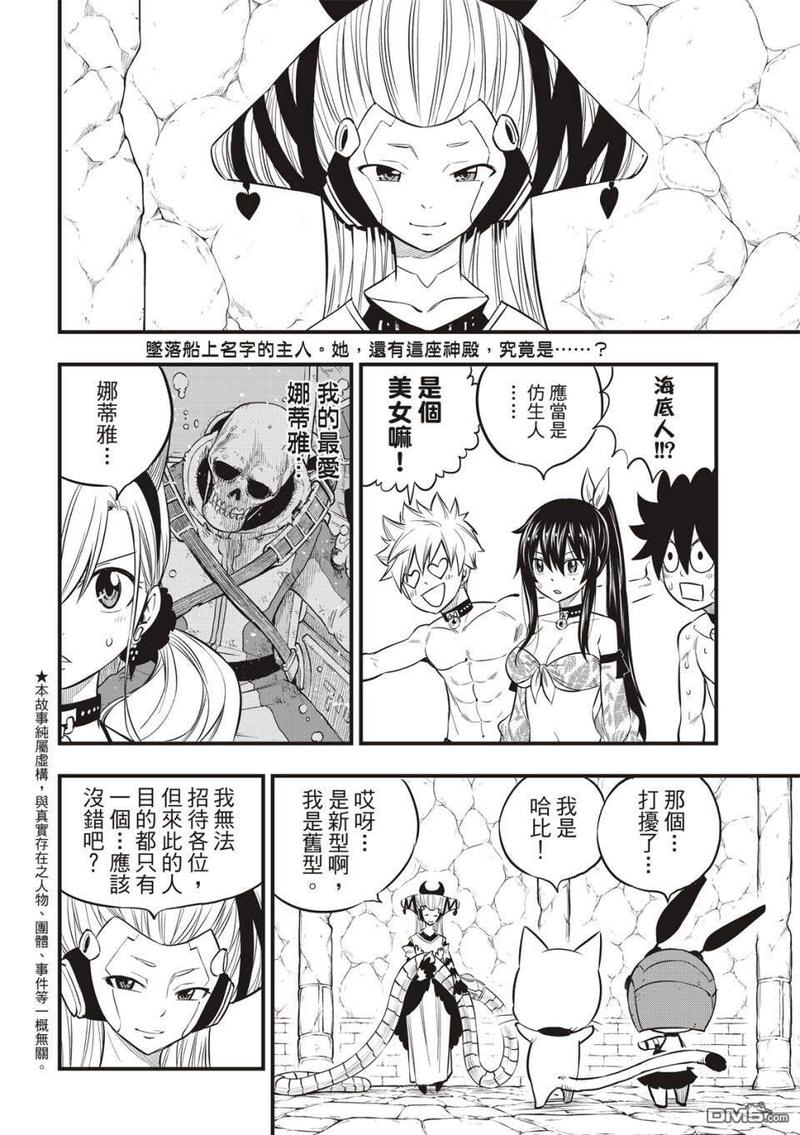 墜落船上名字的主人。她，還有這座神殿，究竟是……？
海底人!!?
應當是
仿生人
……
是個
美女嘛！
我的最愛
娜蒂雅…
娜蒂雅…
那個…
打擾了…
我是
哈比！
哎呀…
是新型啊，
我是舊型。
我無法
招待各位，
但來此的人
目的都只有
一個…應該
沒錯吧？
★本故事純屬虛構，與真實存在之人物、團體、事件等一概無關。
DM5.com